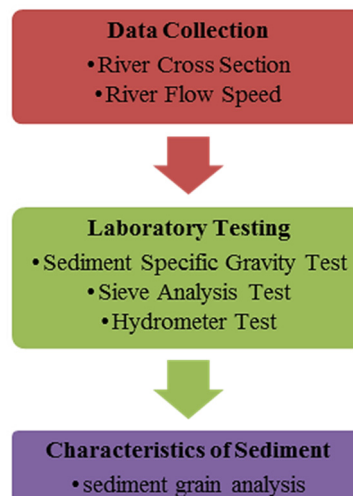 Data Collection
•River Cross Section
•River Flow Speed
Laboratory Testing
•Sediment Specific Gravity Test
•Sieve Analysis Test
•Hydrometer Test
Characteristics of Sediment
•sediment grain analysis